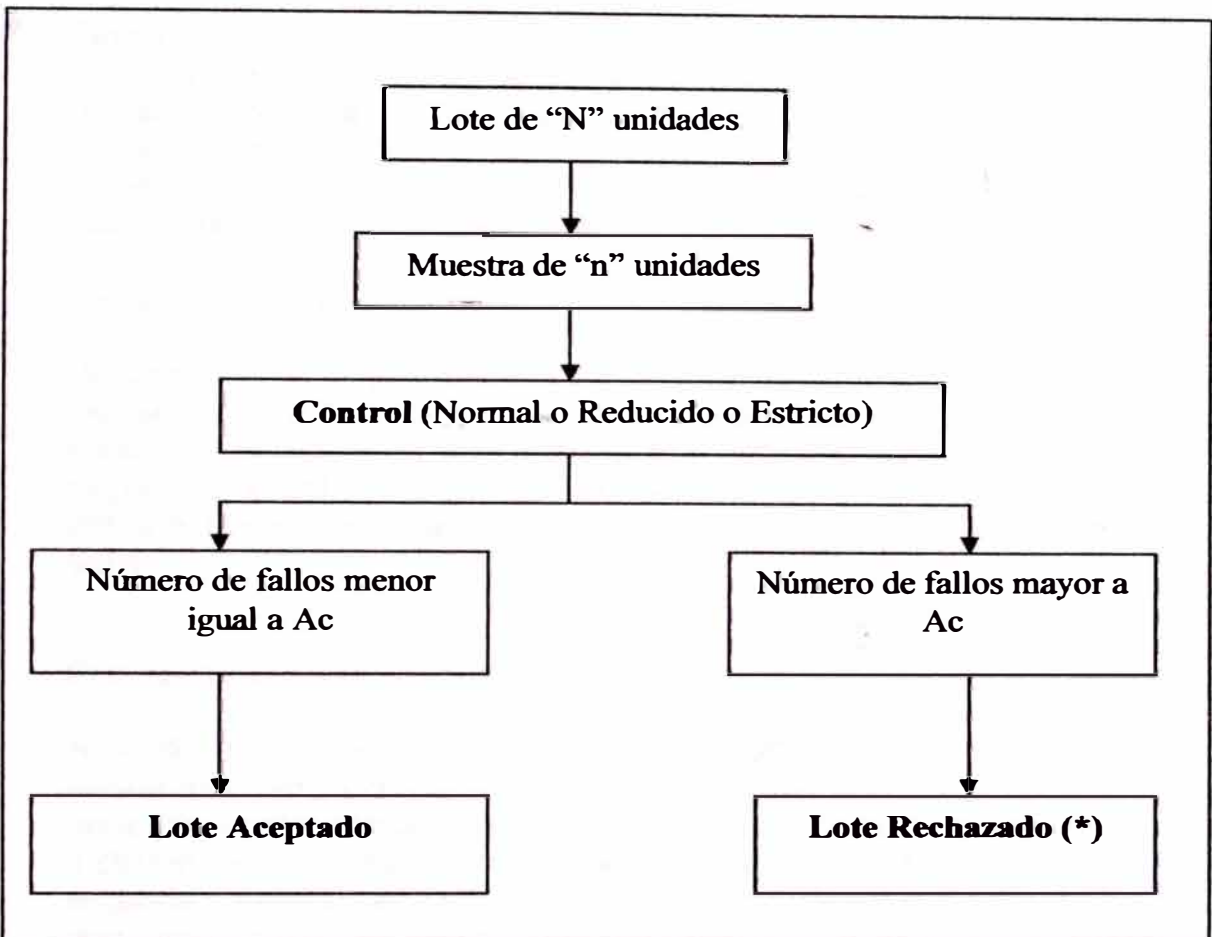 Lote de “N” unidades
Muestra de “n” unidades
Control (Normal o Reducido o Estricto)
Número de fallos menor
igual a Ac
Número de fallos mayor a
Ac
Lote Aceptado
Lote Rechazado (*)